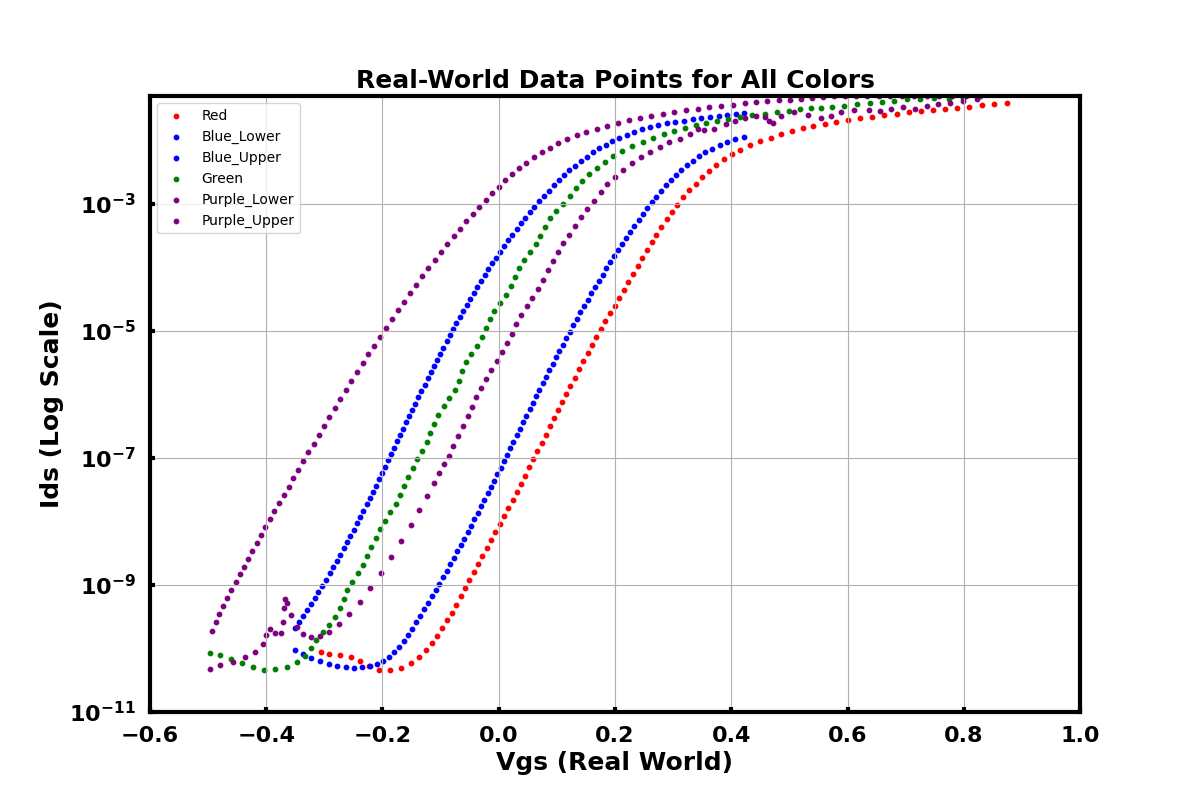 Real-World Data Points for All Colors
Red
Blue_Lower
Blue_Upper
Green
Purple_Lower
Purple_Upper
Ids (Log Scale)
10⁻³
10⁻⁵
10⁻⁷
10⁻⁹
10⁻¹¹
−0.6 −0.4 −0.2 0.0 0.2 0.4 0.6 0.8 1.0
Vgs (Real World)